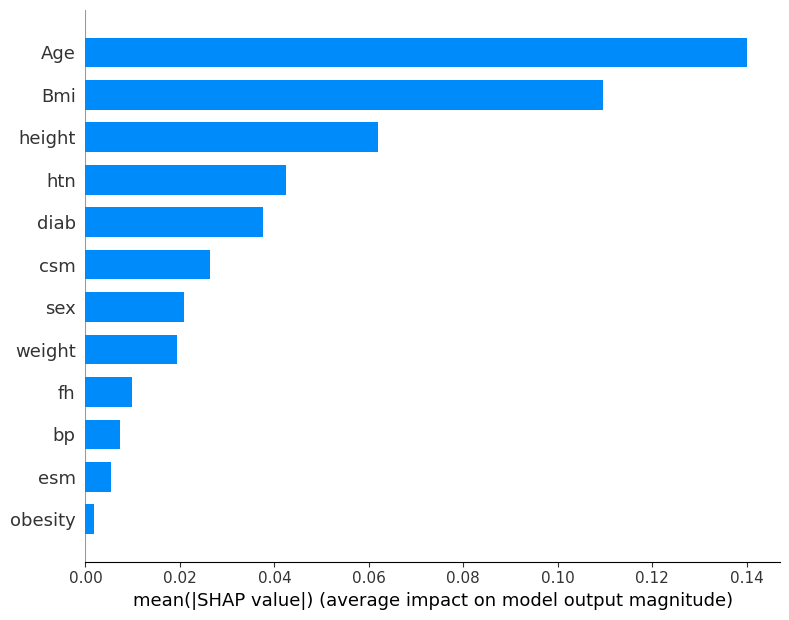 Age
Bmi
height
htn
diab
csm
sex
weight
fh
bp
esm
obesity
0.00 0.02 0.04 0.06 0.08 0.10 0.12 0.14
mean(|SHAP value|) (average impact on model output magnitude)